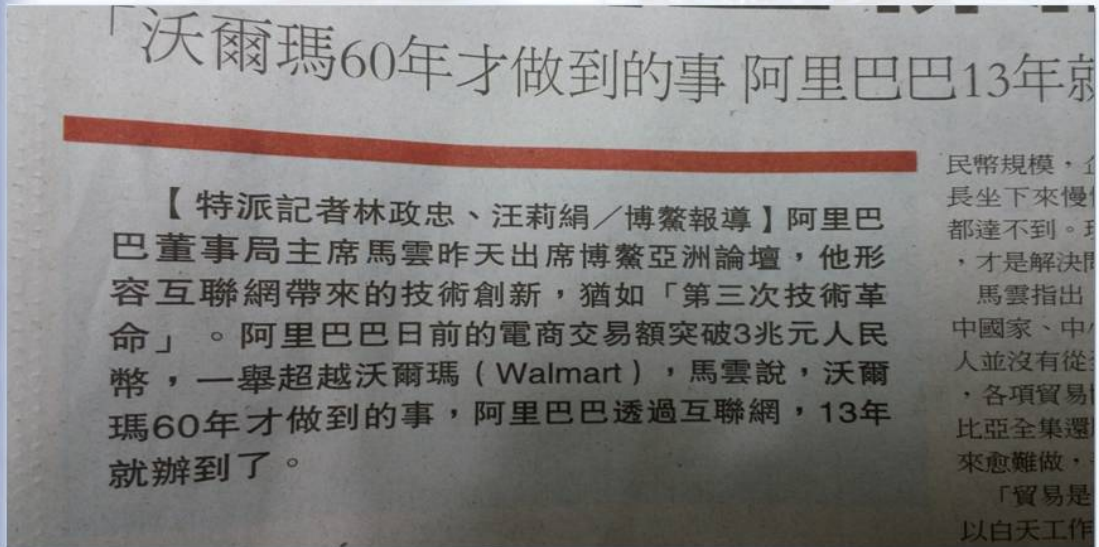 「沃爾瑪60年才做到的事 阿里巴巴13年就
【特派記者林政忠、汪莉絹／博鰲報導】阿里巴
巴董事局主席馬雲昨天出席博鰲亞洲論壇，他形
容互聯網帶來的技術創新，猶如「第三次技術革
命」。阿里巴巴日前的電商交易額突破3兆元人民
幣，一舉超越沃爾瑪（Walmart），馬雲說，沃爾
瑪60年才做到的事，阿里巴巴透過互聯網，13年
就辦到了。
民幣規模，企
長坐下來慢
都達不到。
，才是解決
馬雲指出
中國家、中小
人並沒有從
，各項貿易
比亞全集還
來愈難做，
「貿易是
以白天工作